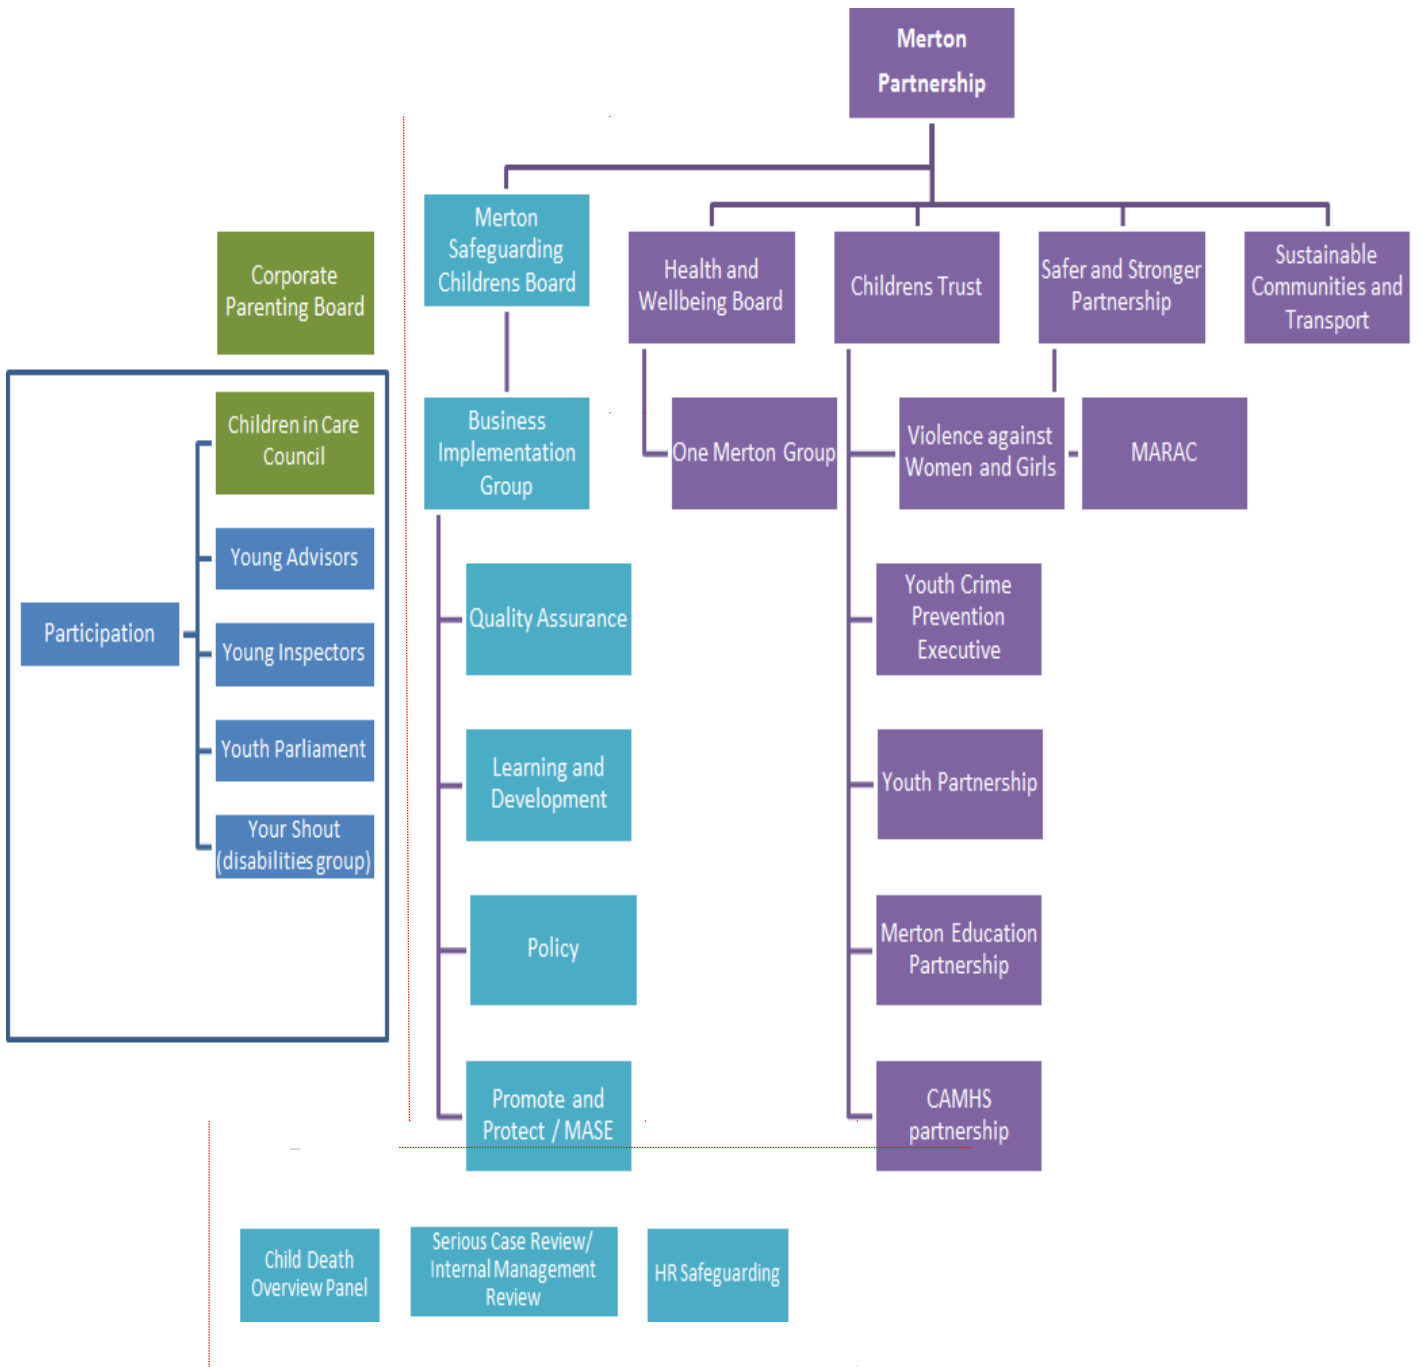 Merton
Partnership
Merton
Safeguarding
Childrens Board
Corporate
Parenting Board
Health and
Wellbeing Board
Childrens Trust
Safer and Stronger
Partnership
Sustainable
Communities and
Transport
Children in Care
Council
Business
Implementation
Group
One Merton Group
Violence against
Women and Girls
MARAC
Young Advisors
Participation
Young Inspectors
Youth Parliament
Your Shout
(disabilities group)
Quality Assurance
Youth Crime
Prevention
Executive
Learning and
Development
Youth Partnership
Policy
Merton Education
Partnership
Promote and
Protect / MASE
CAMHS
partnership
Child Death
Overview Panel
Serious Case Review/
Internal Management
Review
HR Safeguarding